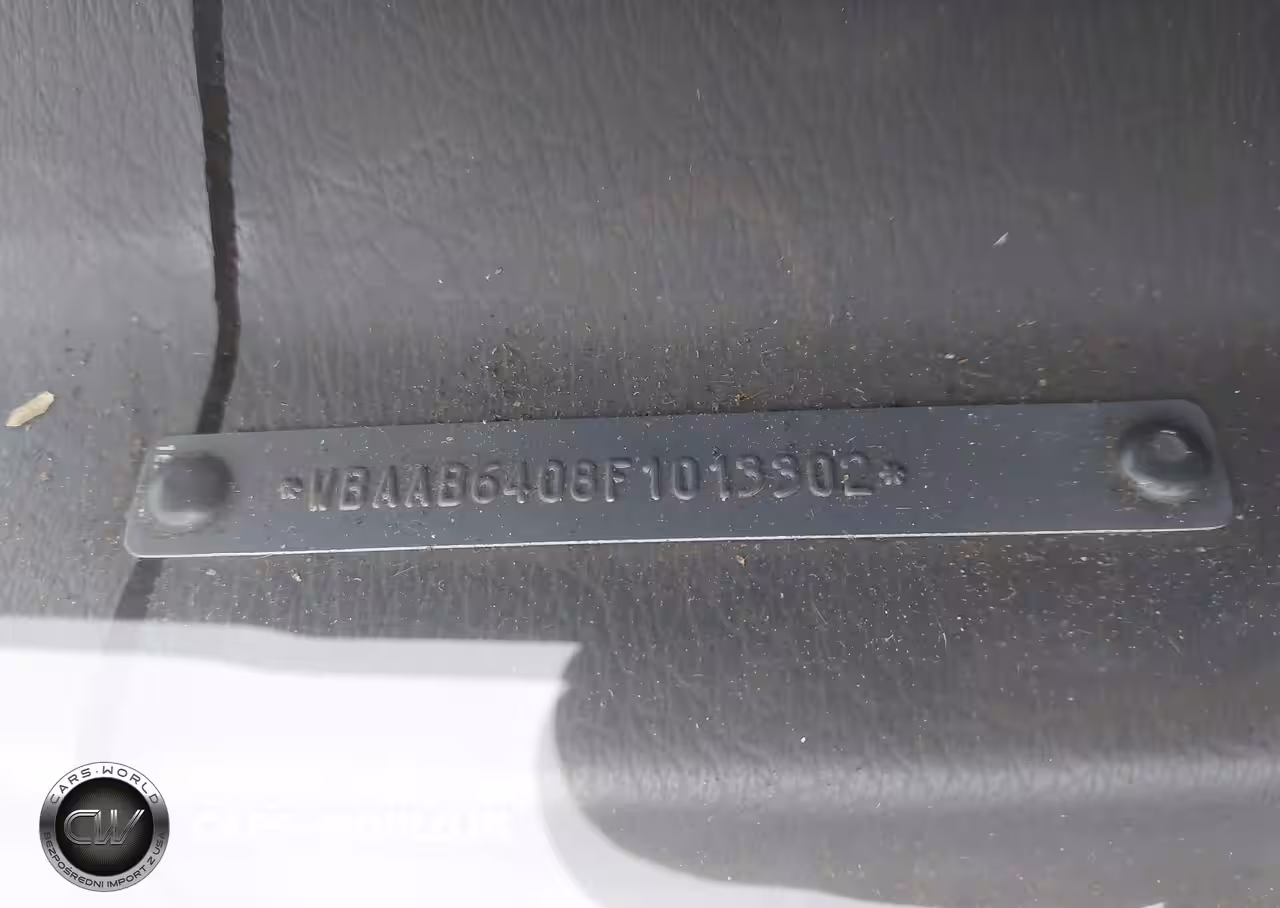 *WBAAB6408F1013302*
CARS-WORLD
CW
BEZPOŚREDNI IMPORT Z USA